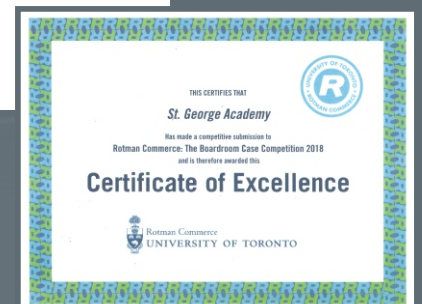 UNIVERSITY OF TORONTO
R
ROTMAN COMMERCE
THIS CERTIFIES THAT
St. George Academy
Has made a competitive submission to
Rotman Commerce: The Boardroom Case Competition 2018
and is therefore awarded this
Certificate of Excellence
Rotman Commerce
UNIVERSITY OF TORONTO